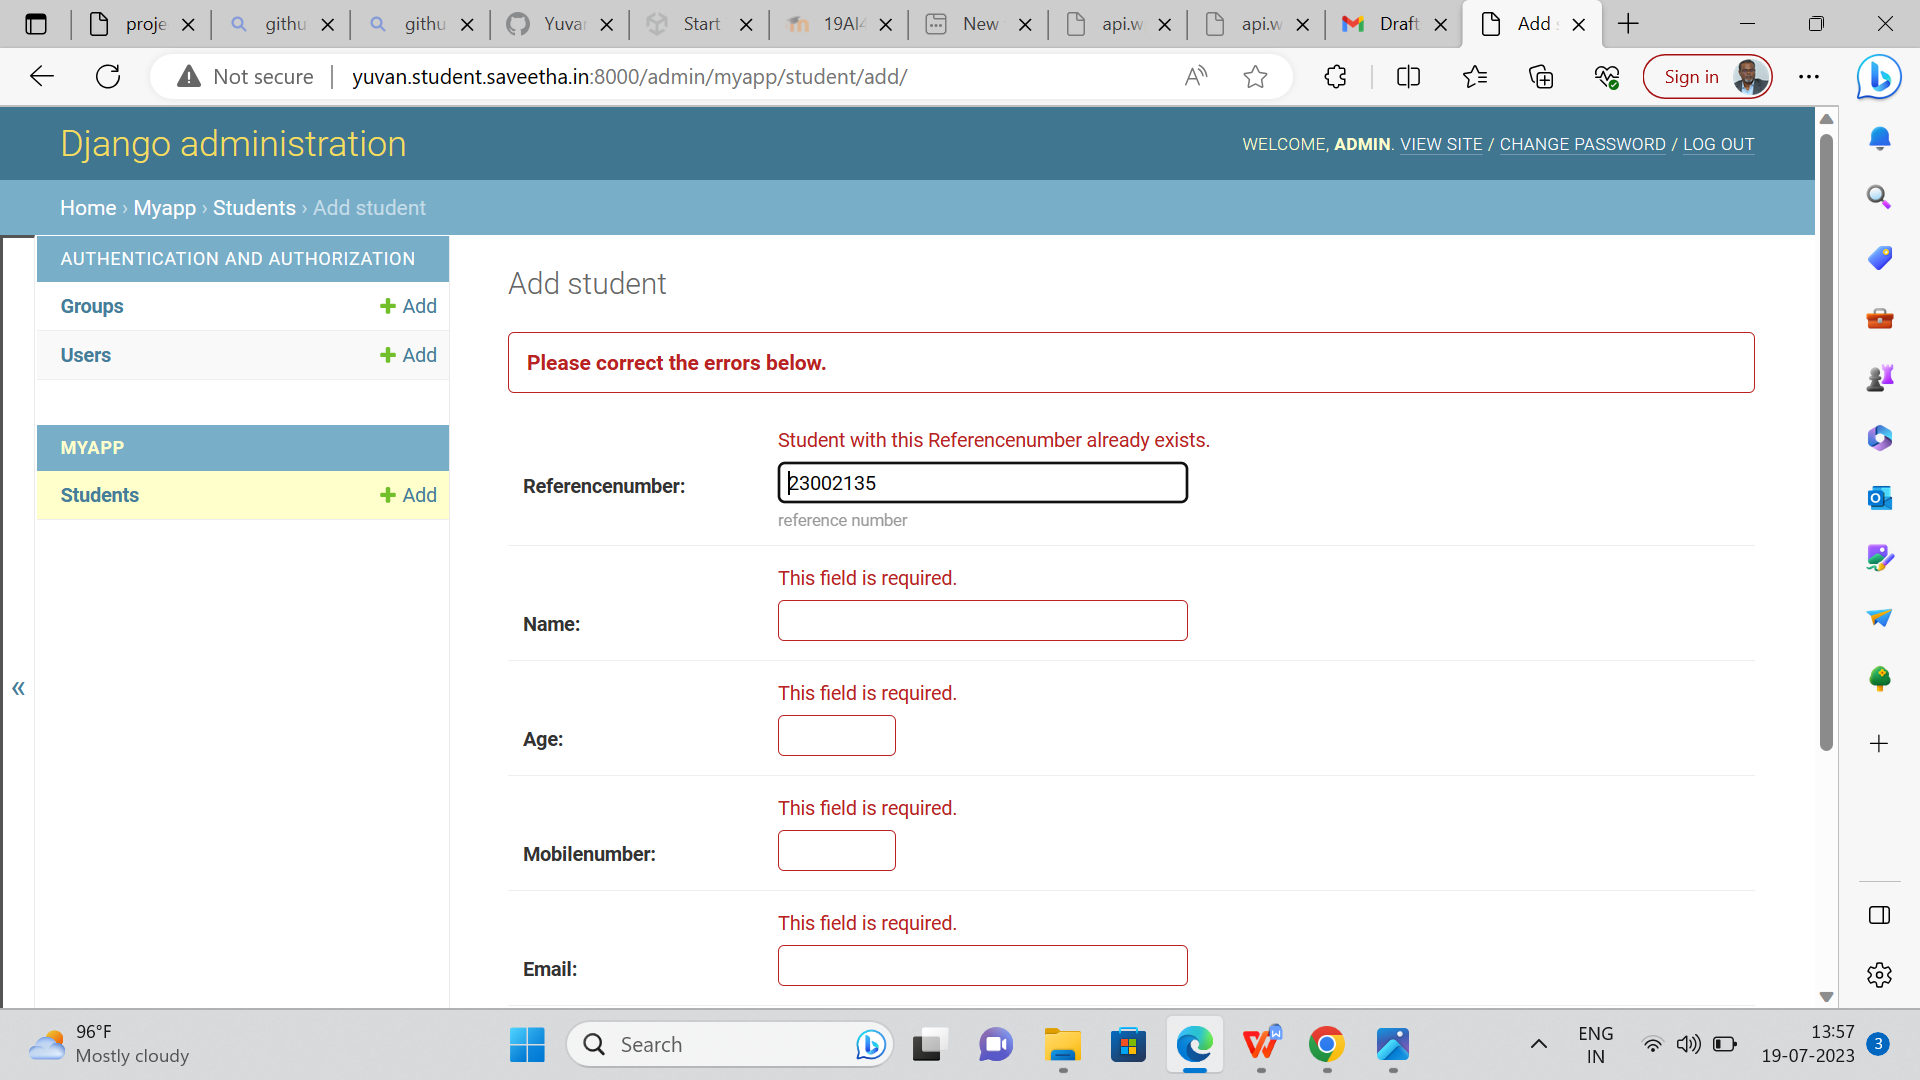 proje
githu
githu
Yuvar
Start
19AI4
New
api.w
api.w
Draft
Add
Not secure
yuvan.student.saveetha.in:8000/admin/myapp/student/add/
Sign in
Django administration
WELCOME, ADMIN. VIEW SITE / CHANGE PASSWORD / LOG OUT
Home › Myapp › Students › Add student
AUTHENTICATION AND AUTHORIZATION
Groups
Add
Users
Add
MYAPP
Students
Add
«
Add student
Please correct the errors below.
Student with this Referencenumber already exists.
Referencenumber:
23002135
reference number
This field is required.
Name:
This field is required.
Age:
This field is required.
Mobilenumber:
This field is required.
Email:
96°F
Mostly cloudy
Search
ENG
IN
13:57
19-07-2023
3